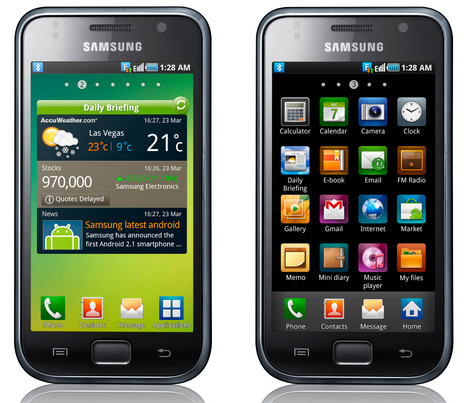 SAMSUNG
1:28 AM
2
Daily Briefing
AccuWeather.com® 16:27, 23 Mar
Las Vegas
23°c | 9°c
21°c
Stocks 16:26, 23 Mar
970,000
Samsung Electronics
Quotes Delayed
News 16:27, 23 Mar
Samsung latest android
Samsung has announced the
first Android 2.1 smartphone ...
Phone Contacts Message Applications
SAMSUNG
1:28 AM
3
Calculator Calendar Camera Clock
Daily Briefing E-book Email FM Radio
Gallery Gmail Internet Market
Memo Mini diary Music player My files
Phone Contacts Message Home